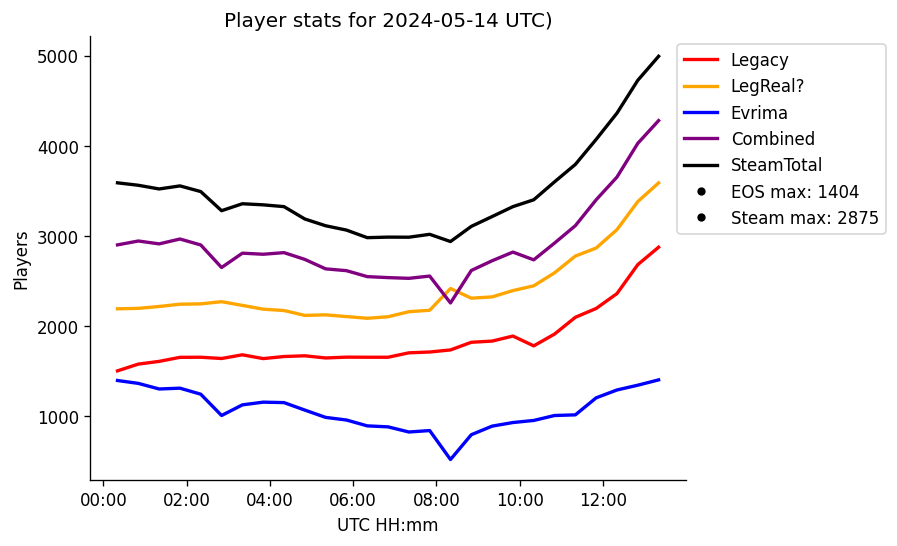 Player stats for 2024-05-14 UTC)
5000
4000
3000
2000
1000
Players
00:00 02:00 04:00 06:00 08:00 10:00 12:00
UTC HH:mm
Legacy
LegReal?
Evrima
Combined
SteamTotal
EOS max: 1404
Steam max: 2875